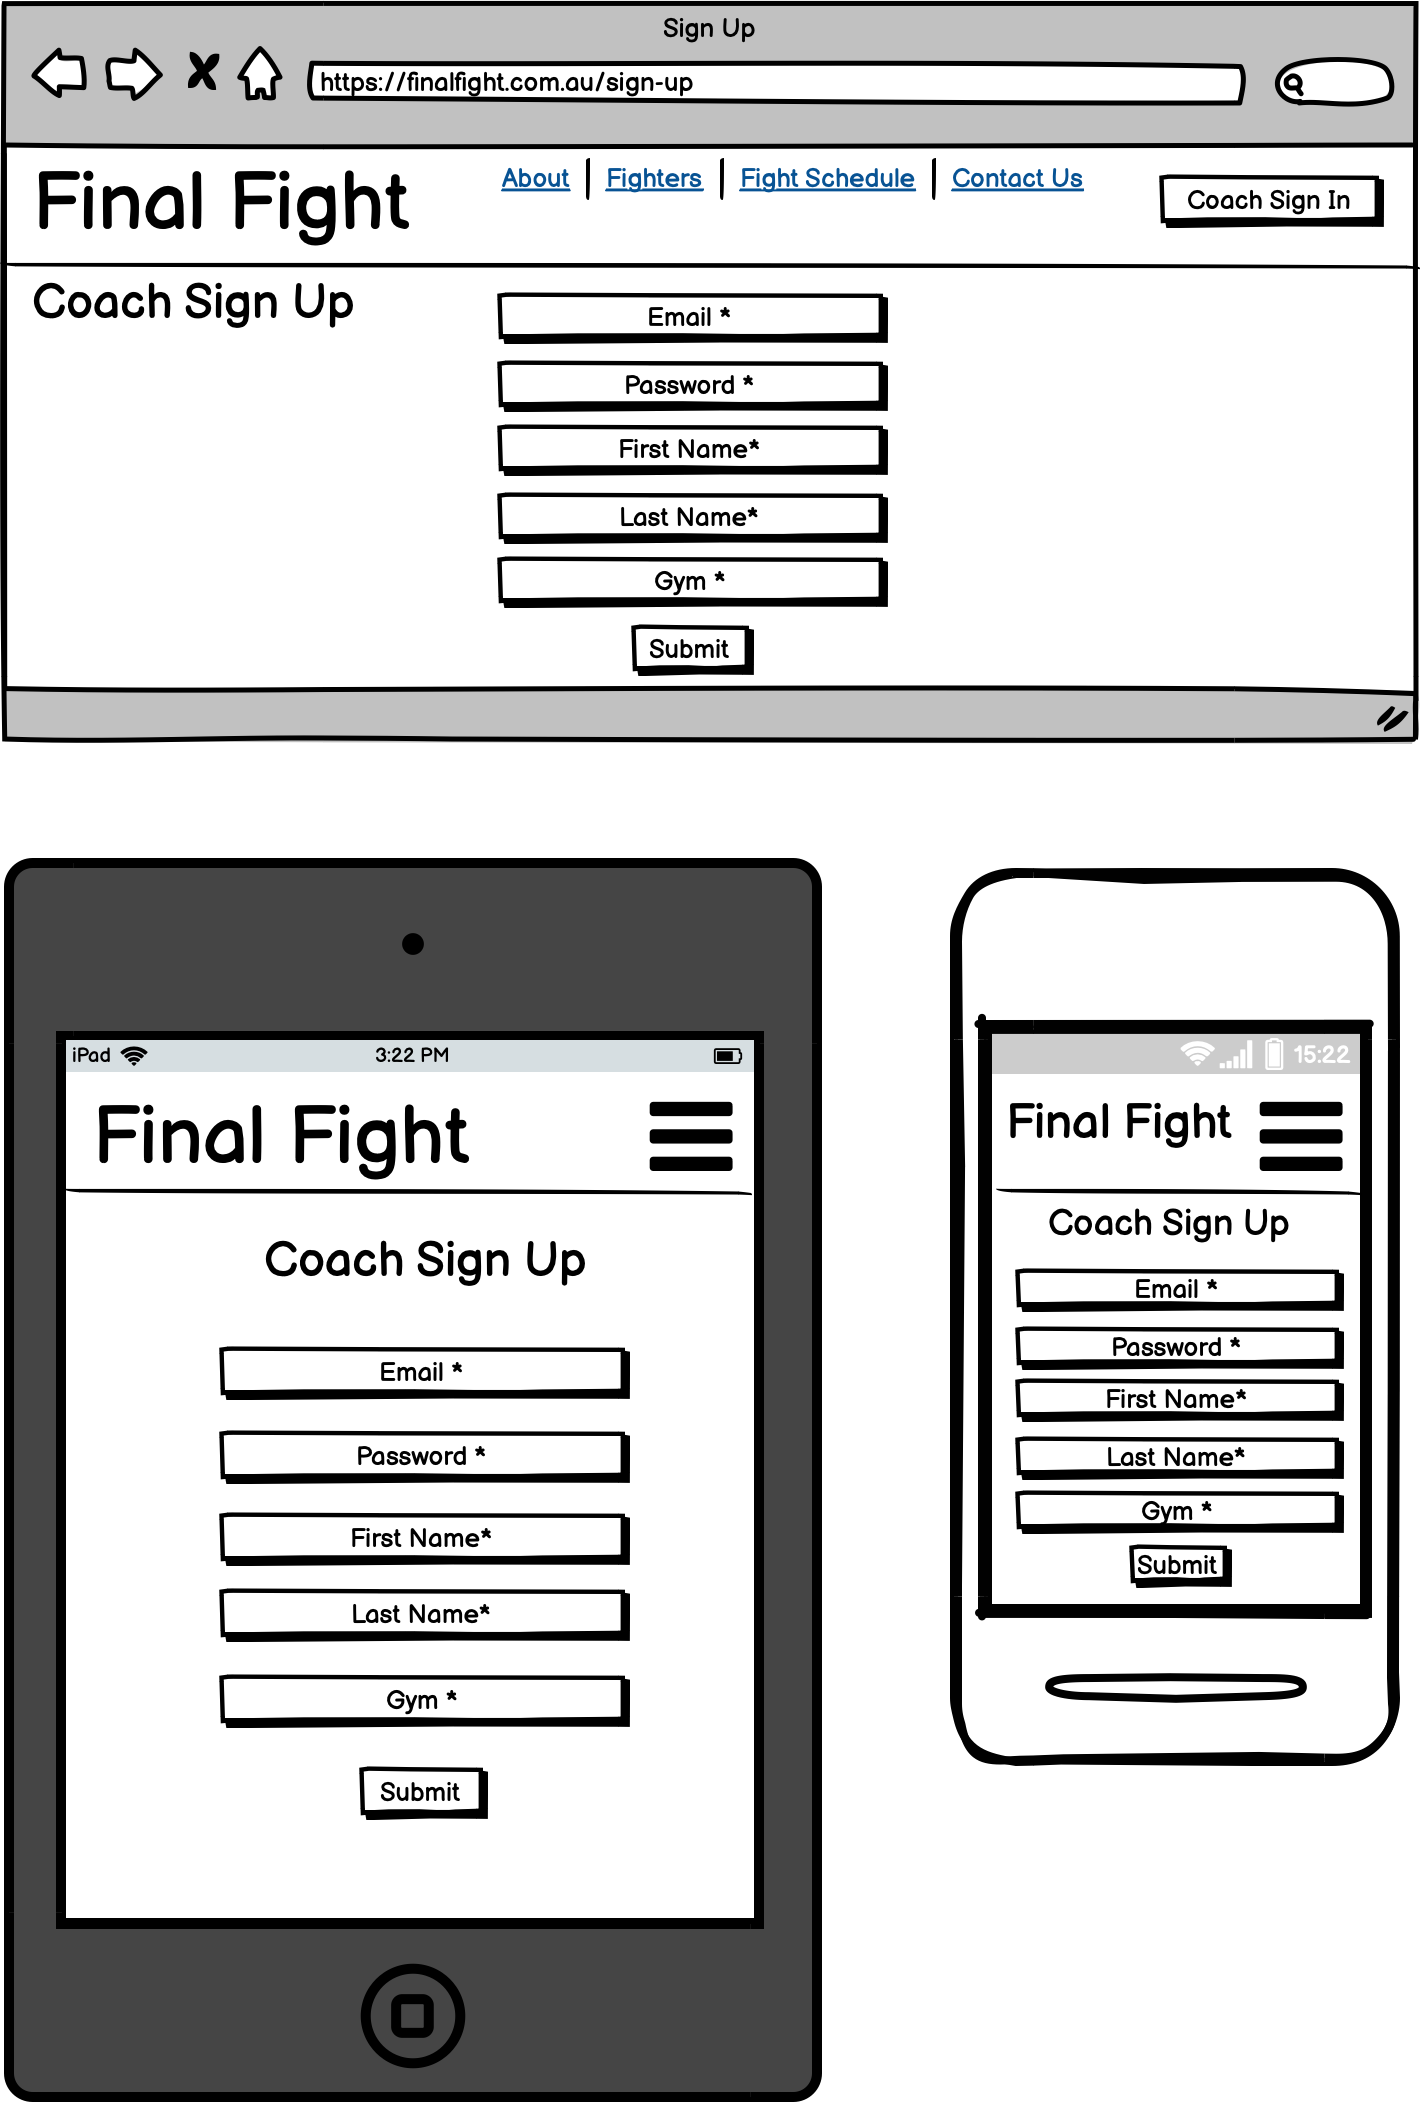 Sign Up
https://finalfight.com.au/sign-up
Final Fight
About
Fighters
Fight Schedule
Contact Us
Coach Sign In
Coach Sign Up
Email *
Password *
First Name*
Last Name*
Gym *
Submit
iPad
3:22 PM
Final Fight
Coach Sign Up
Email *
Password *
First Name*
Last Name*
Gym *
Submit
15:22
Final Fight
Coach Sign Up
Email *
Password *
First Name*
Last Name*
Gym *
Submit